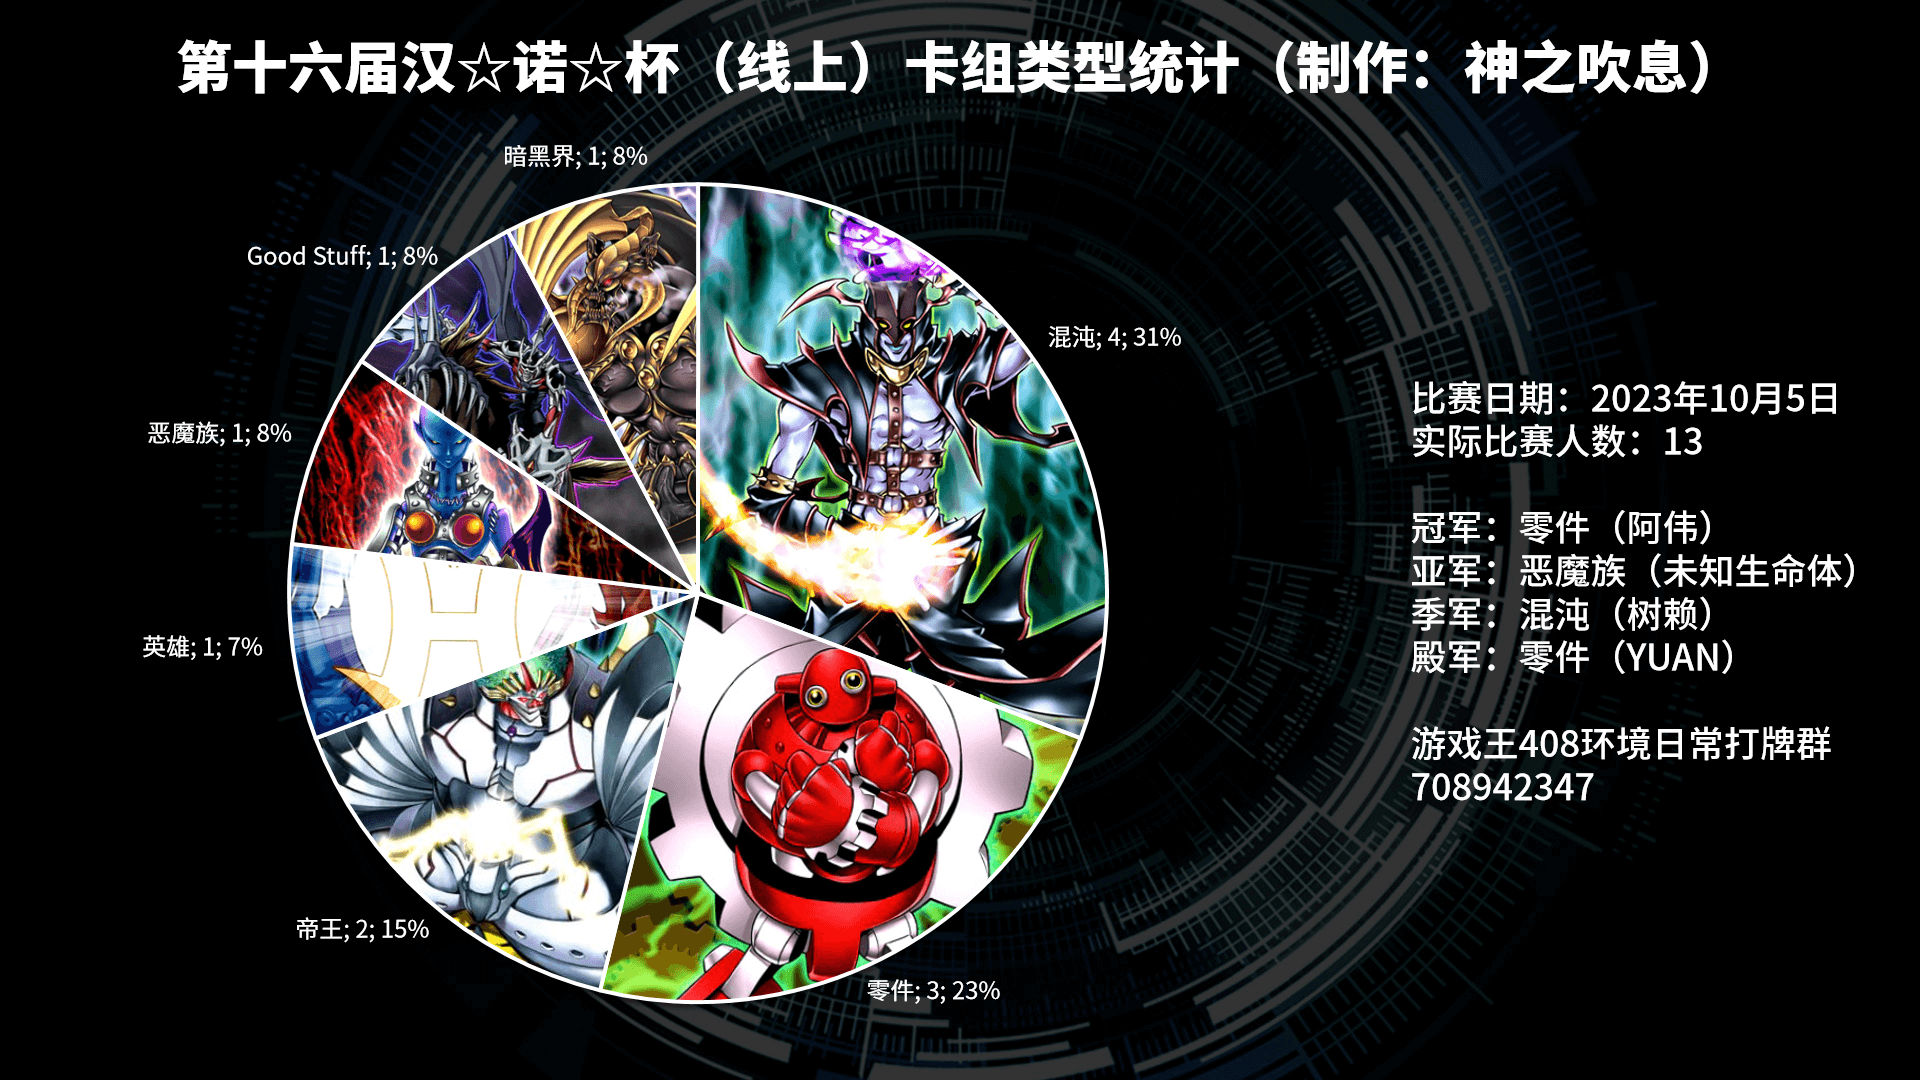 第十六届汉☆诺☆杯（线上）卡组类型统计（制作：神之吹息）
暗黑界; 1; 8%
Good Stuff; 1; 8%
混沌; 4; 31%
恶魔族; 1; 8%
英雄; 1; 7%
帝王; 2; 15%
零件; 3; 23%
比赛日期：2023年10月5日
实际比赛人数：13
冠军：零件（阿伟）
亚军：恶魔族（未知生命体）
季军：混沌（树赖）
殿军：零件（YUAN）
游戏王408环境日常打牌群
708942347